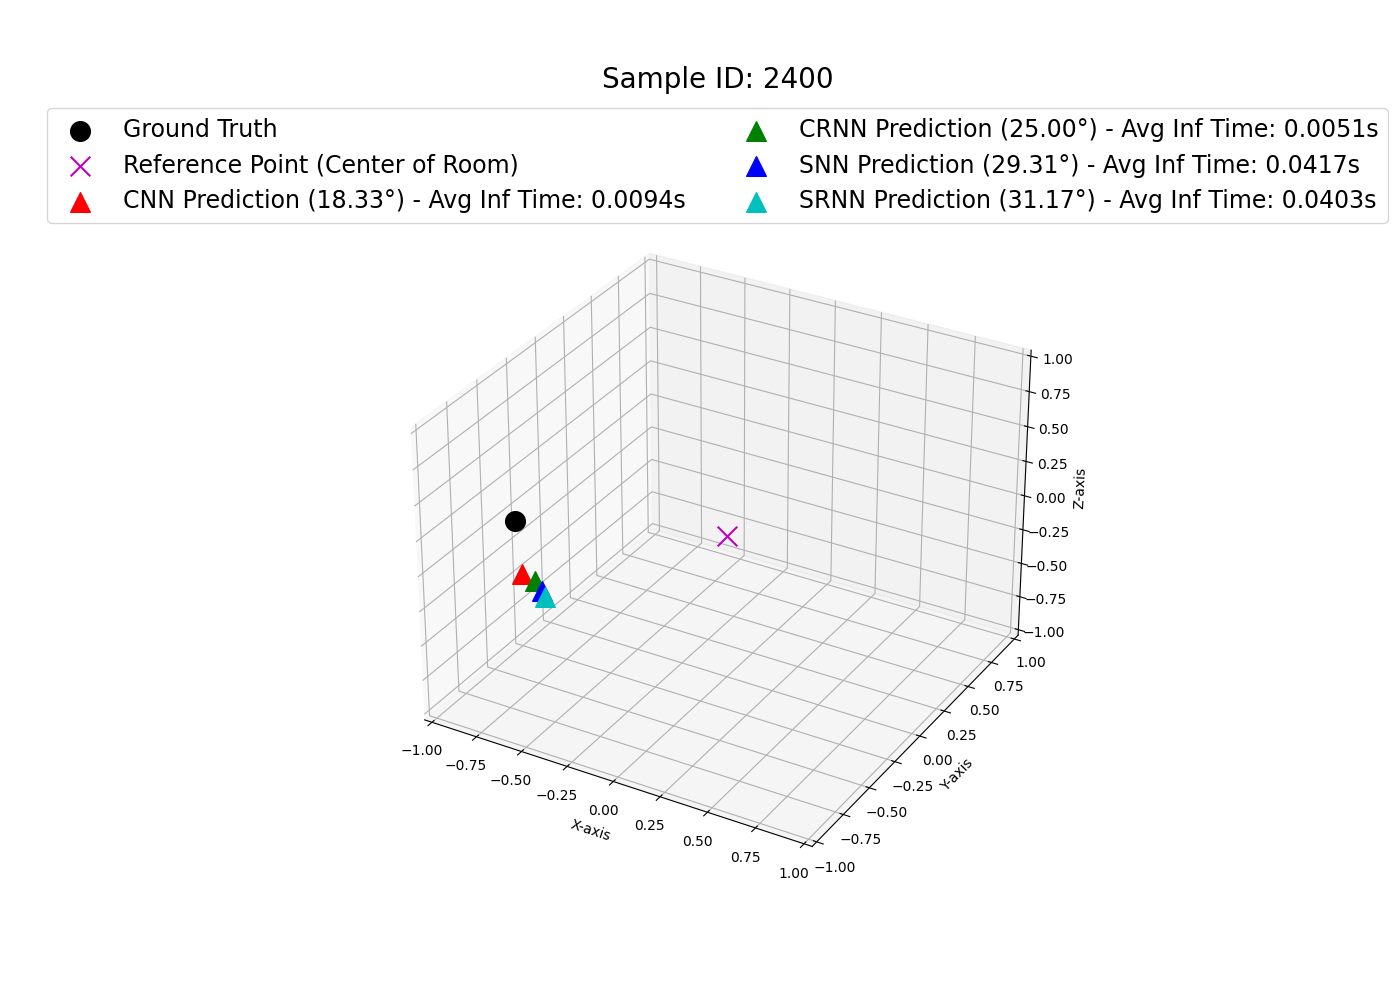 Sample ID: 2400
Ground Truth
Reference Point (Center of Room)
CNN Prediction (18.33°) - Avg Inf Time: 0.0094s
CRNN Prediction (25.00°) - Avg Inf Time: 0.0051s
SNN Prediction (29.31°) - Avg Inf Time: 0.0417s
SRNN Prediction (31.17°) - Avg Inf Time: 0.0403s
1.00
0.75
0.50
0.25
0.00
−0.25
−0.50
−0.75
−1.00
Z-axis
1.00
0.75
0.50
0.25
0.00
−0.25
−0.50
−0.75
−1.00
Y-axis
−1.00
−0.75
−0.50
−0.25
0.00
0.25
0.50
0.75
1.00
X-axis